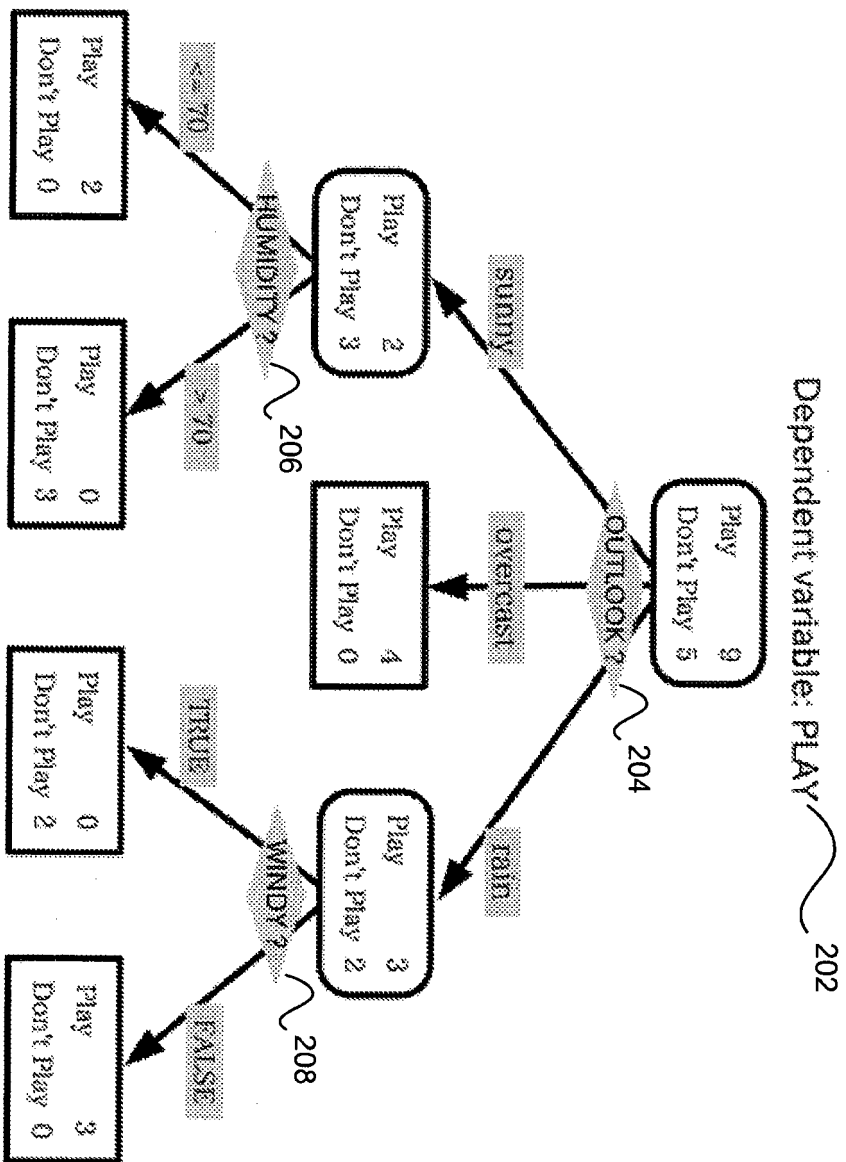 Dependent variable: PLAY
202
Play 9
Don't Play 5
OUTLOOK ?
204
sunny
overcast
rain
Play 2
Don't Play 3
Play 4
Don't Play 0
Play 3
Don't Play 2
HUMIDITY ?
206
WINDY ?
208
<= 70
> 70
TRUE
FALSE
Play 2
Don't Play 0
Play 0
Don't Play 3
Play 0
Don't Play 2
Play 3
Don't Play 0